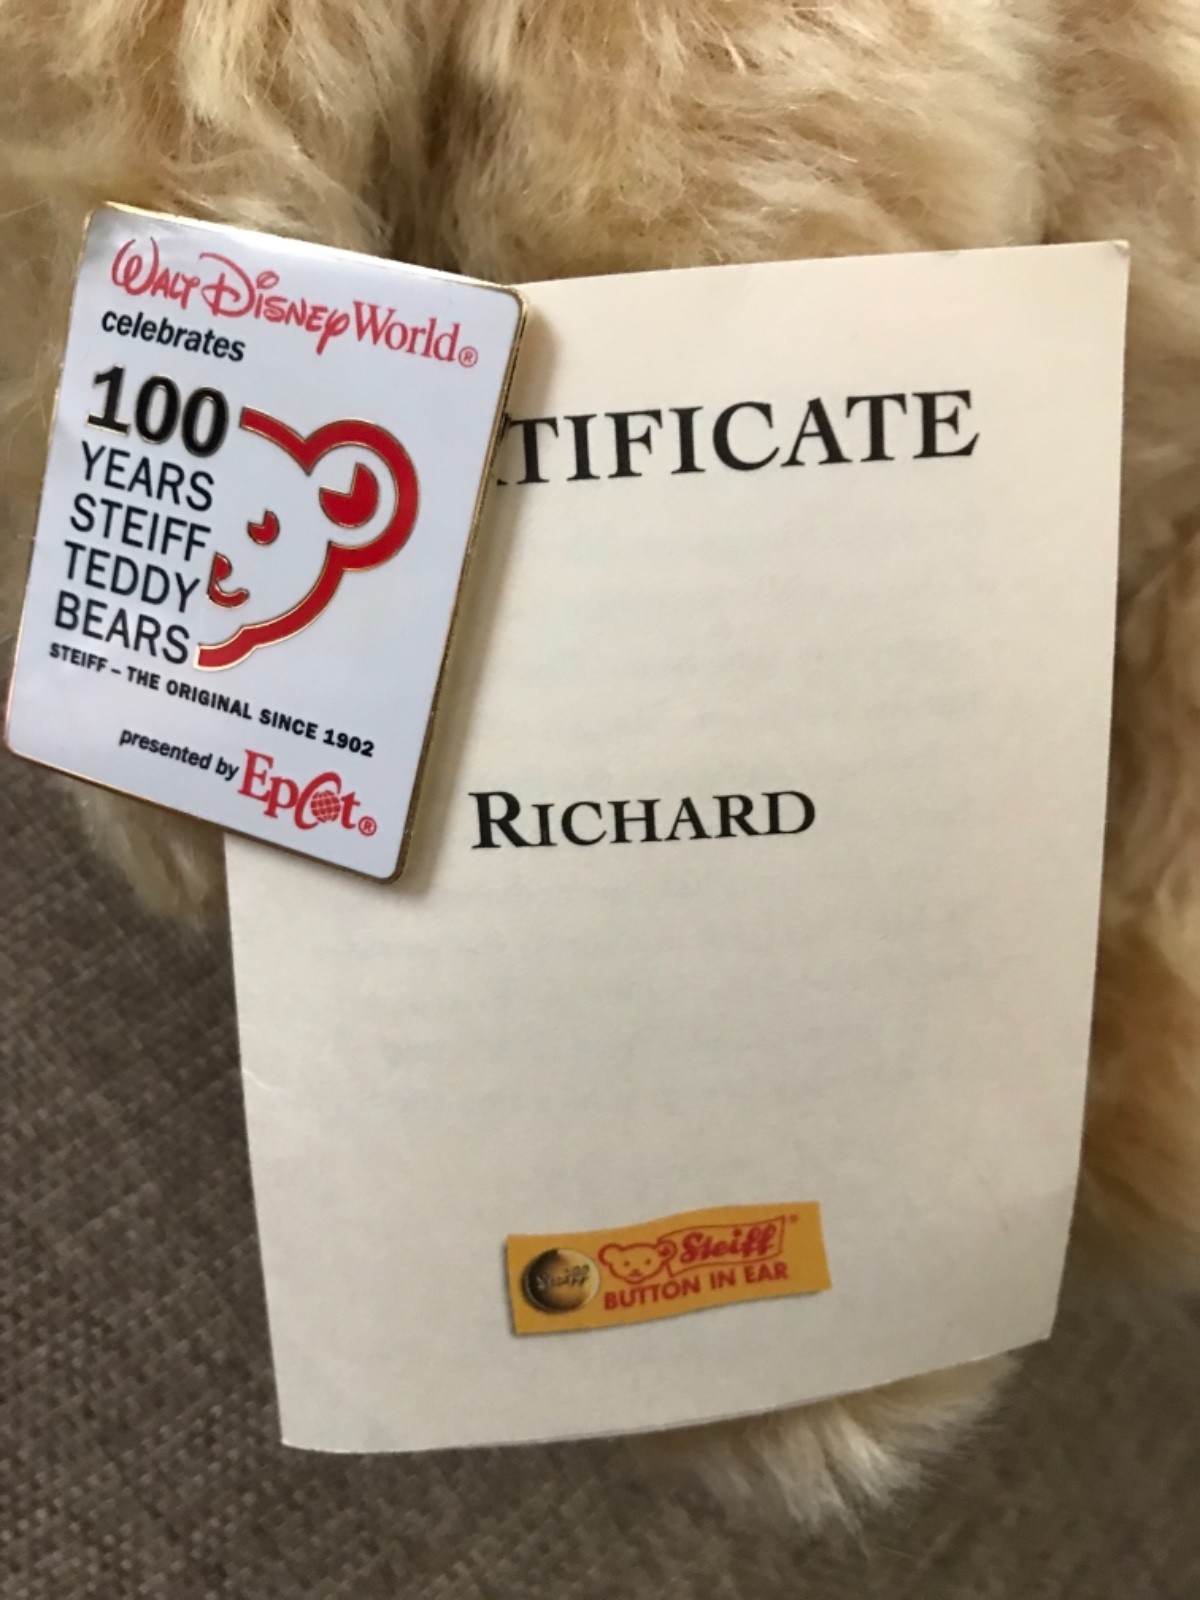 WALT DISNEY World®
celebrates
100
YEARS
STEIFF
TEDDY
BEARS
STEIFF – THE ORIGINAL SINCE 1902
presented by Epcot®
TIFICATE
RICHARD
Steiff®
BUTTON IN EAR